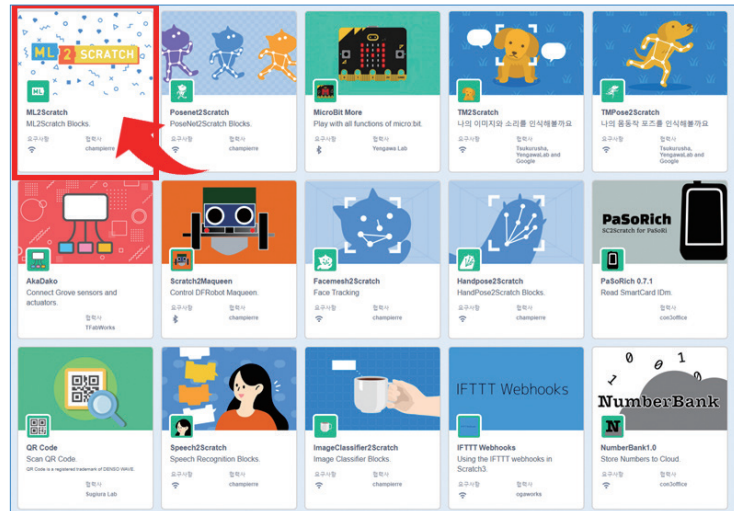 ML 2 SCRATCH
ML
ML2Scratch
ML2Scratch Blocks.
요구사항 협력사
champierre
Posenet2Scratch
PoseNet2Scratch Blocks.
요구사항 협력사
champierre
MicroBit More
Play with all functions of micro:bit.
요구사항 협력사
Yengawa Lab
TM2Scratch
나의 이미지와 소리를 인식해볼까요
요구사항 협력사
Tsukurusha,
YengawaLab and
Google
TMPose2Scratch
나의 몸동작 포즈를 인식해볼까요
요구사항 협력사
Tsukurusha,
YengawaLab and
Google
AkaDako
Connect Grove sensors and
actuators.
협력사
TFabWorks
Scratch2Maqueen
Control DFRobot Maqueen.
요구사항 협력사
champierre
Facemesh2Scratch
Face Tracking
요구사항 협력사
champierre
Handpose2Scratch
HandPose2Scratch Blocks.
요구사항 협력사
champierre
PaSoRich
SC2Scratch for PaSoRi
PaSoRich 0.7.1
Read SmartCard IDm.
협력사
con3office
QR Code
Scan QR Code.
QR Code is a registered trademark of DENSO WAVE.
협력사
Sugiura Lab
Speech2Scratch
Speech Recognition Blocks.
요구사항 협력사
champierre
ImageClassifier2Scratch
Image Classifier Blocks.
요구사항 협력사
champierre
IFTTT Webhooks
IFTTT Webhooks
Using the IFTTT webhooks in
Scratch3.
요구사항 협력사
ogaworks
0 0 1 0
1 0
NumberBank
N
NumberBank1.0
Store Numbers to Cloud.
요구사항 협력사
con3office